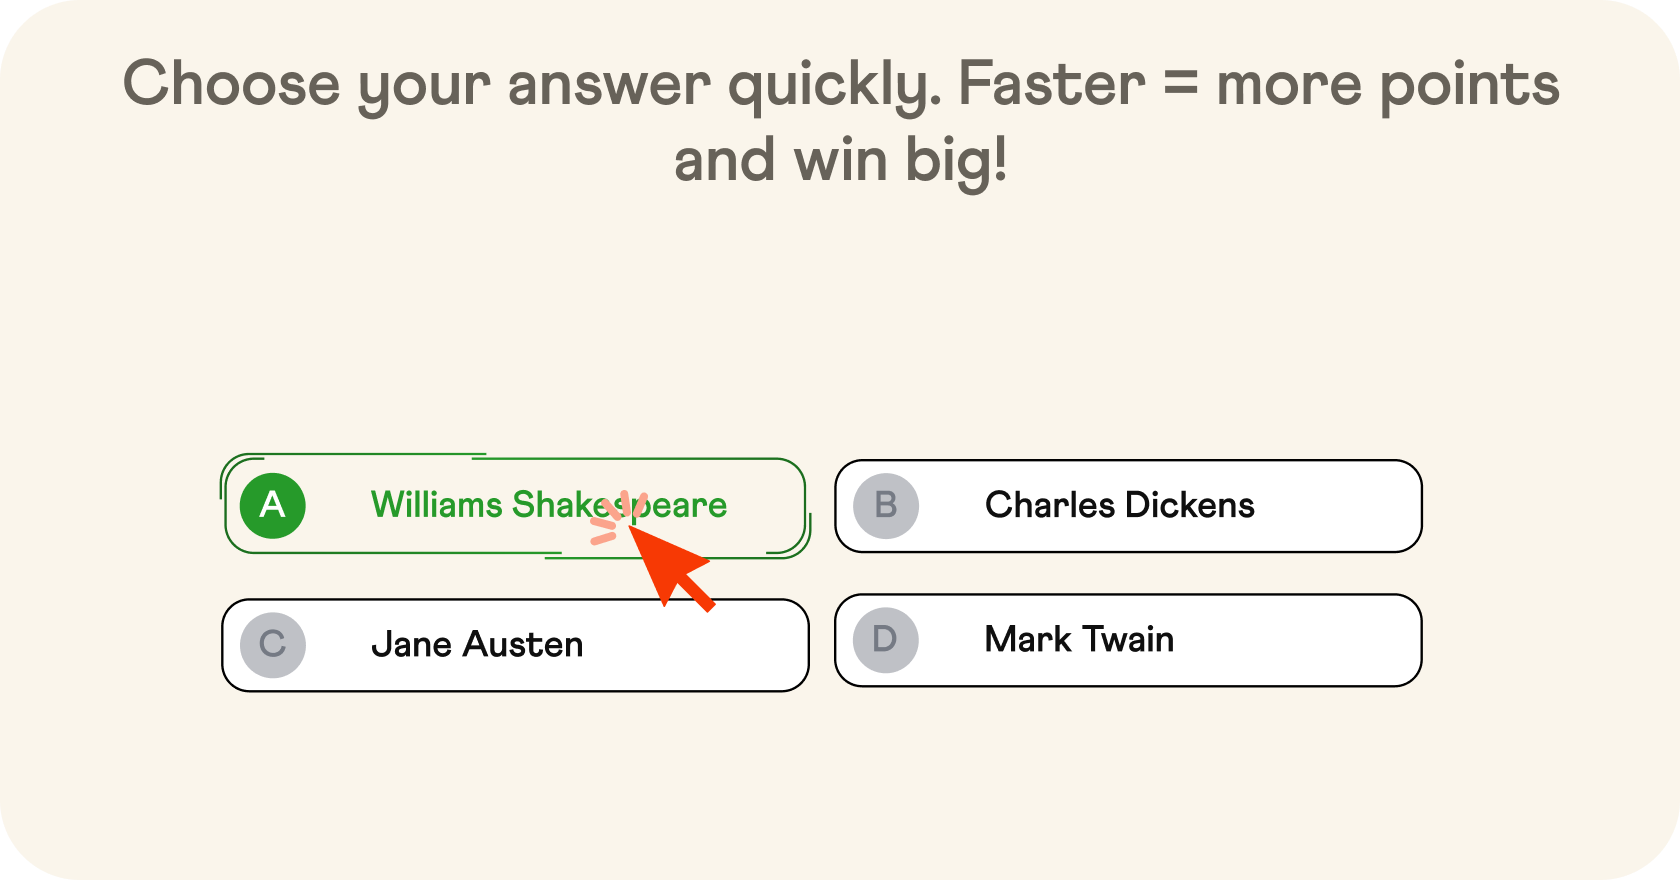 Choose your answer quickly. Faster = more points
and win big!
A Williams Shakespeare
B Charles Dickens
C Jane Austen
D Mark Twain